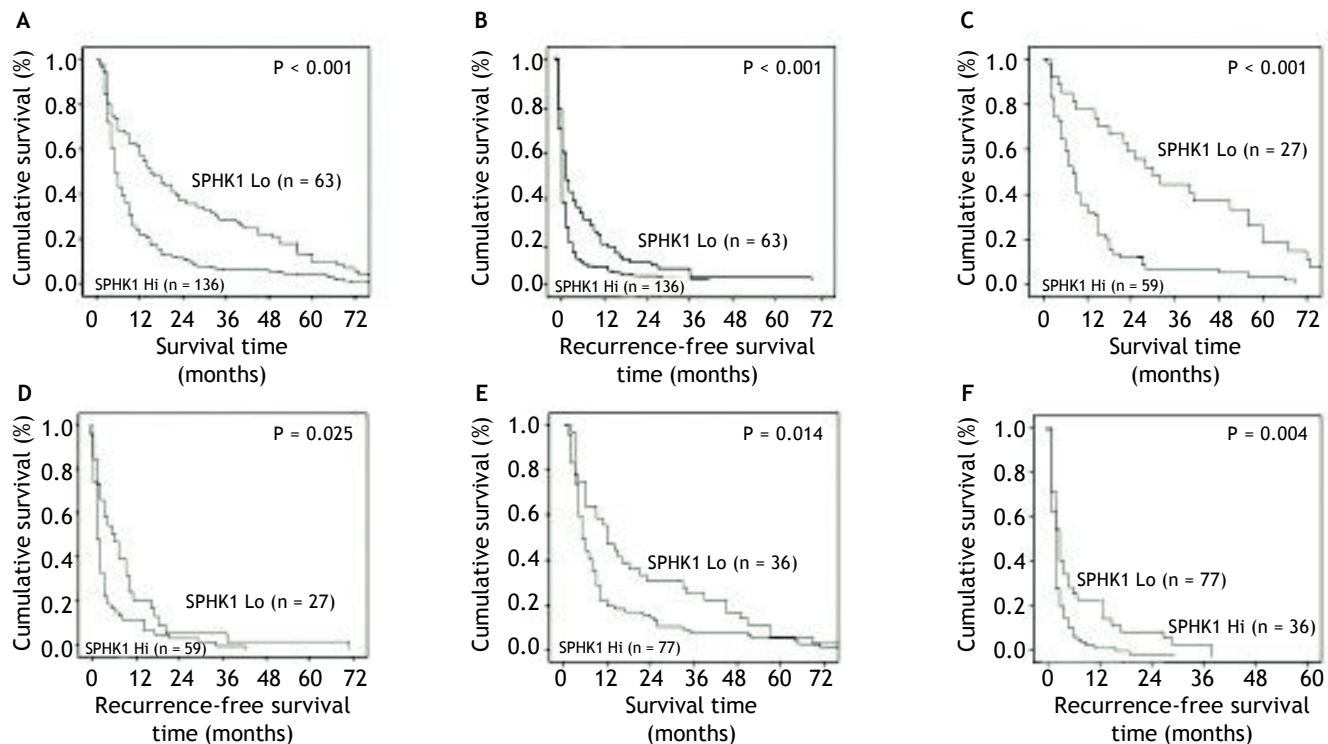 A
Cumulative survival (%)
1.0
0.8
0.6
0.4
0.2
0.0
P < 0.001
SPHK1 Lo (n = 63)
SPHK1 Hi (n = 136)
0 12 24 36 48 60 72
Survival time
(months)
B
Cumulative survival (%)
1.0
0.8
0.6
0.4
0.2
0.0
P < 0.001
SPHK1 Lo (n = 63)
SPHK1 Hi (n = 136)
0 12 24 36 48 60 72
Recurrence-free survival
time (months)
C
Cumulative survival (%)
1.0
0.8
0.6
0.4
0.2
0.0
P < 0.001
SPHK1 Lo (n = 27)
SPHK1 Hi (n = 59)
0 12 24 36 48 60 72
Survival time
(months)
D
Cumulative survival (%)
1.0
0.8
0.6
0.4
0.2
0.0
P = 0.025
SPHK1 Lo (n = 27)
SPHK1 Hi (n = 59)
0 12 24 36 48 60 72
Recurrence-free survival
time (months)
E
Cumulative survival (%)
1.0
0.8
0.6
0.4
0.2
0.0
P = 0.014
SPHK1 Lo (n = 36)
SPHK1 Hi (n = 77)
0 12 24 36 48 60 72
Survival time
(months)
F
Cumulative survival (%)
1.0
0.8
0.6
0.4
0.2
0.0
P = 0.004
SPHK1 Lo (n = 77)
SPHK1 Hi (n = 36)
0 12 24 36 48 60
Recurrence-free survival
time (months)